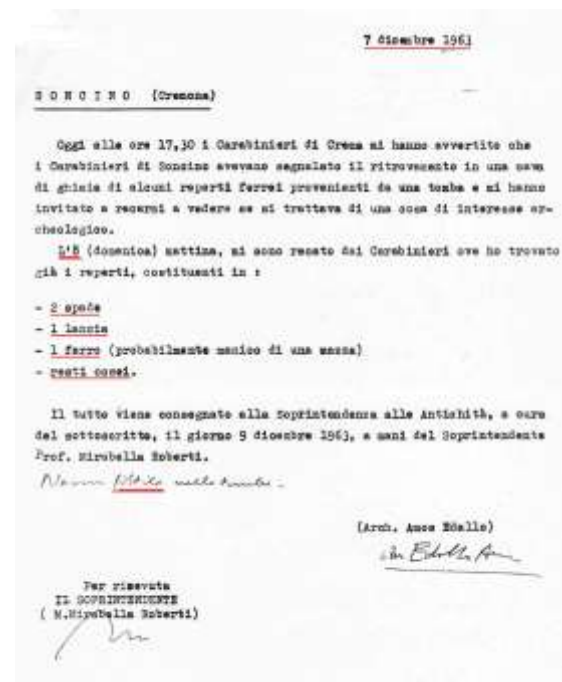 7 dicembre 1963
S O N C I N O (Cremona)
Oggi alle ore 17,30 i Carabinieri di Crema mi hanno avvertito che
i Carabinieri di Soncino avevano segnalato il ritrovamento in una cava
di ghiaia di alcuni reperti ferrei provenienti da una tomba e mi hanno
invitato a recarmi a vedere se si trattava di una cosa di interesse ar-
cheologico.
L'8 (domenica) mattina, mi sono recato dai Carabinieri ove ho trovato
già i reperti, costituenti in :
- 2 spade
- 1 lancia
- 1 ferro (probabilmente manico di una mazza)
- resti ossei.
Il tutto viene consegnato alla Soprintendenza alle Antichità, a cura
del sottoscritto, il giorno 9 dicembre 1963, a mani del Soprintendente
Prof. Mirabella Roberti.
nella tomba -
(Arch. Amos Edallo)
Per ricevuta
IL SOPRINTENDENTE
( M.Mirabella Roberti)